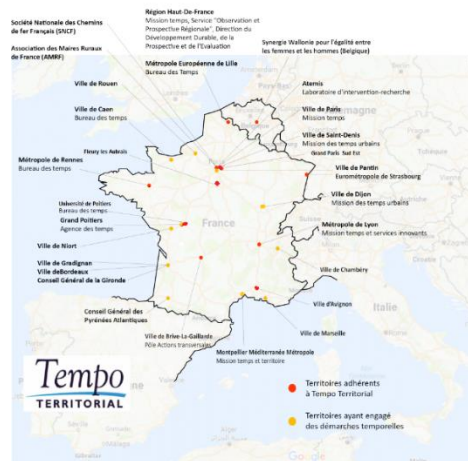 Société Nationale des Chemins
de fer Français (SNCF)
Association des Maires Ruraux
de France (AMRF)
Région Haut-De-France
Mission temps, Service "Observation et
Prospective Régionale", Direction du
Développement Durable, de la
Prospective et de l'Evaluation
Métropole Européenne de Lille
Bureau des Temps
Synergie Wallonie pour l'égalité entre
les femmes et les hommes (Belgique)
Ville de Rouen
Ville de Caen
Bureau des temps
Fleury les Aubrais
Métropole de Rennes
Bureau des temps
Université de Poitiers
Bureau des temps
Grand Poitiers
Agence des temps
Ville de Niort
Ville de Gradignan
Ville deBordeaux
Conseil Général de la Gironde
Conseil Général des
Pyrénées Atlantiques
Ville de Brive-La-Gaillarde
Pôle Actions transversales
Montpellier Méditerranée Métropole
Mission temps et territoire
Atemis
Laboratoire d'intervention-recherche
Ville de Paris
Mission temps
Ville de Saint-Denis
Mission des temps urbains
Grand Paris Sud Est
Ville de Pantin
Eurométropole de Strasbourg
Ville de Dijon
Mission des temps urbains
Métropole de Lyon
Mission temps et services innovants
Ville de Chambéry
Ville d'Avignon
Ville de Marseille
France
Paris
Italie
Tempo
TERRITORIAL
Territoires adhérents
à Tempo Territorial
Territoires ayant engagé
des démarches temporelles